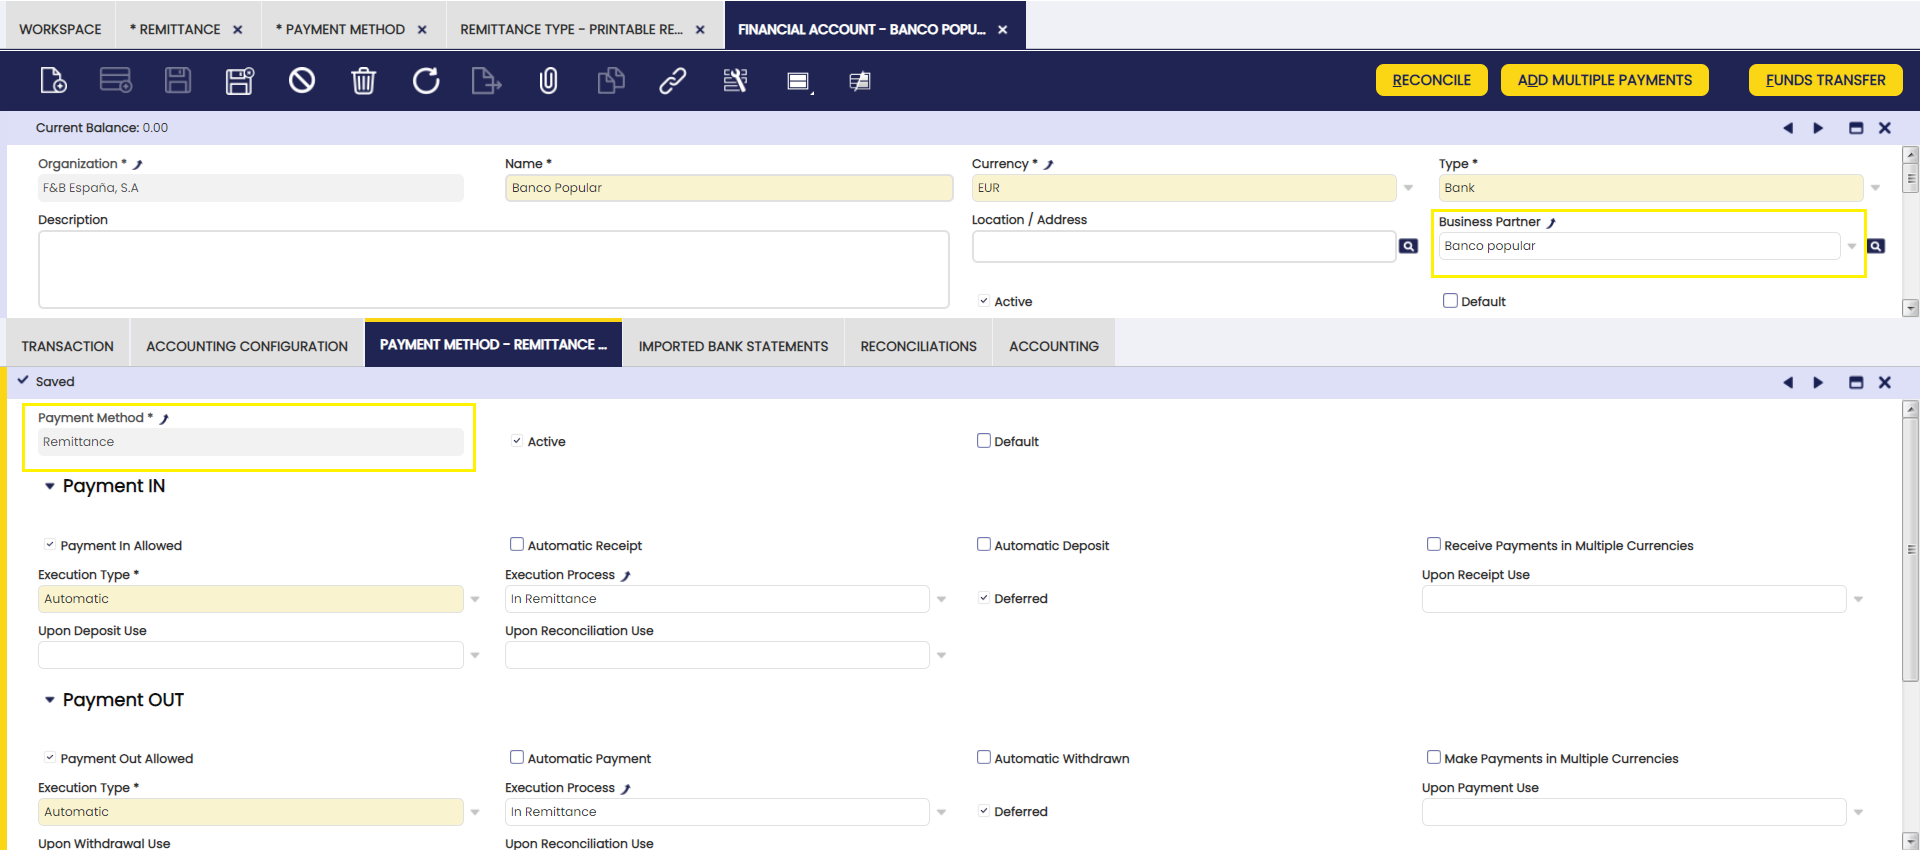 WORKSPACE
* REMITTANCE
* PAYMENT METHOD
REMITTANCE TYPE - PRINTABLE RE...
FINANCIAL ACCOUNT - BANCO POPU...
RECONCILE
ADD MULTIPLE PAYMENTS
FUNDS TRANSFER
Current Balance: 0.00
Organization *
Name *
Currency *
Type *
F&B España, S.A
Banco Popular
EUR
Bank
Description
Location / Address
Business Partner
Banco popular
Active
Default
TRANSACTION
ACCOUNTING CONFIGURATION
PAYMENT METHOD - REMITTANCE ...
IMPORTED BANK STATEMENTS
RECONCILIATIONS
ACCOUNTING
Saved
Payment Method *
Remittance
Active
Default
Payment IN
Payment In Allowed
Automatic Receipt
Automatic Deposit
Receive Payments in Multiple Currencies
Execution Type *
Execution Process
Upon Receipt Use
Automatic
In Remittance
Deferred
Upon Deposit Use
Upon Reconciliation Use
Payment OUT
Payment Out Allowed
Automatic Payment
Automatic Withdrawn
Make Payments in Multiple Currencies
Execution Type *
Execution Process
Upon Payment Use
Automatic
In Remittance
Deferred
Upon Withdrawal Use
Upon Reconciliation Use